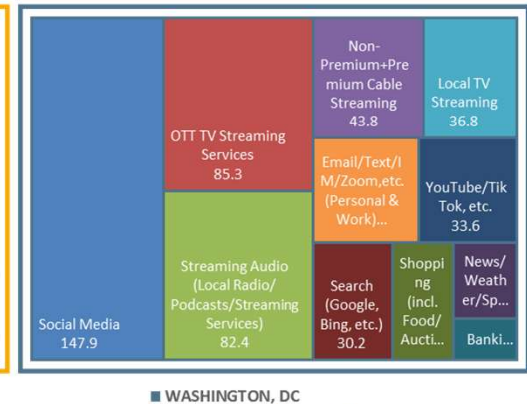 Social Media
147.9
OTT TV Streaming
Services
85.3
Streaming Audio
(Local Radio/
Podcasts/Streaming
Services)
82.4
Non-
Premium+Pre
mium Cable
Streaming
43.8
Local TV
Streaming
36.8
Email/Text/I
M/Zoom,etc.
(Personal &
Work)...
YouTube/Tik
Tok, etc.
33.6
Search
(Google,
Bing, etc.)
30.2
Shoppi
ng
(incl.
Food/
Aucti...
News/
Weath
er/Sp...
Banki...
WASHINGTON, DC